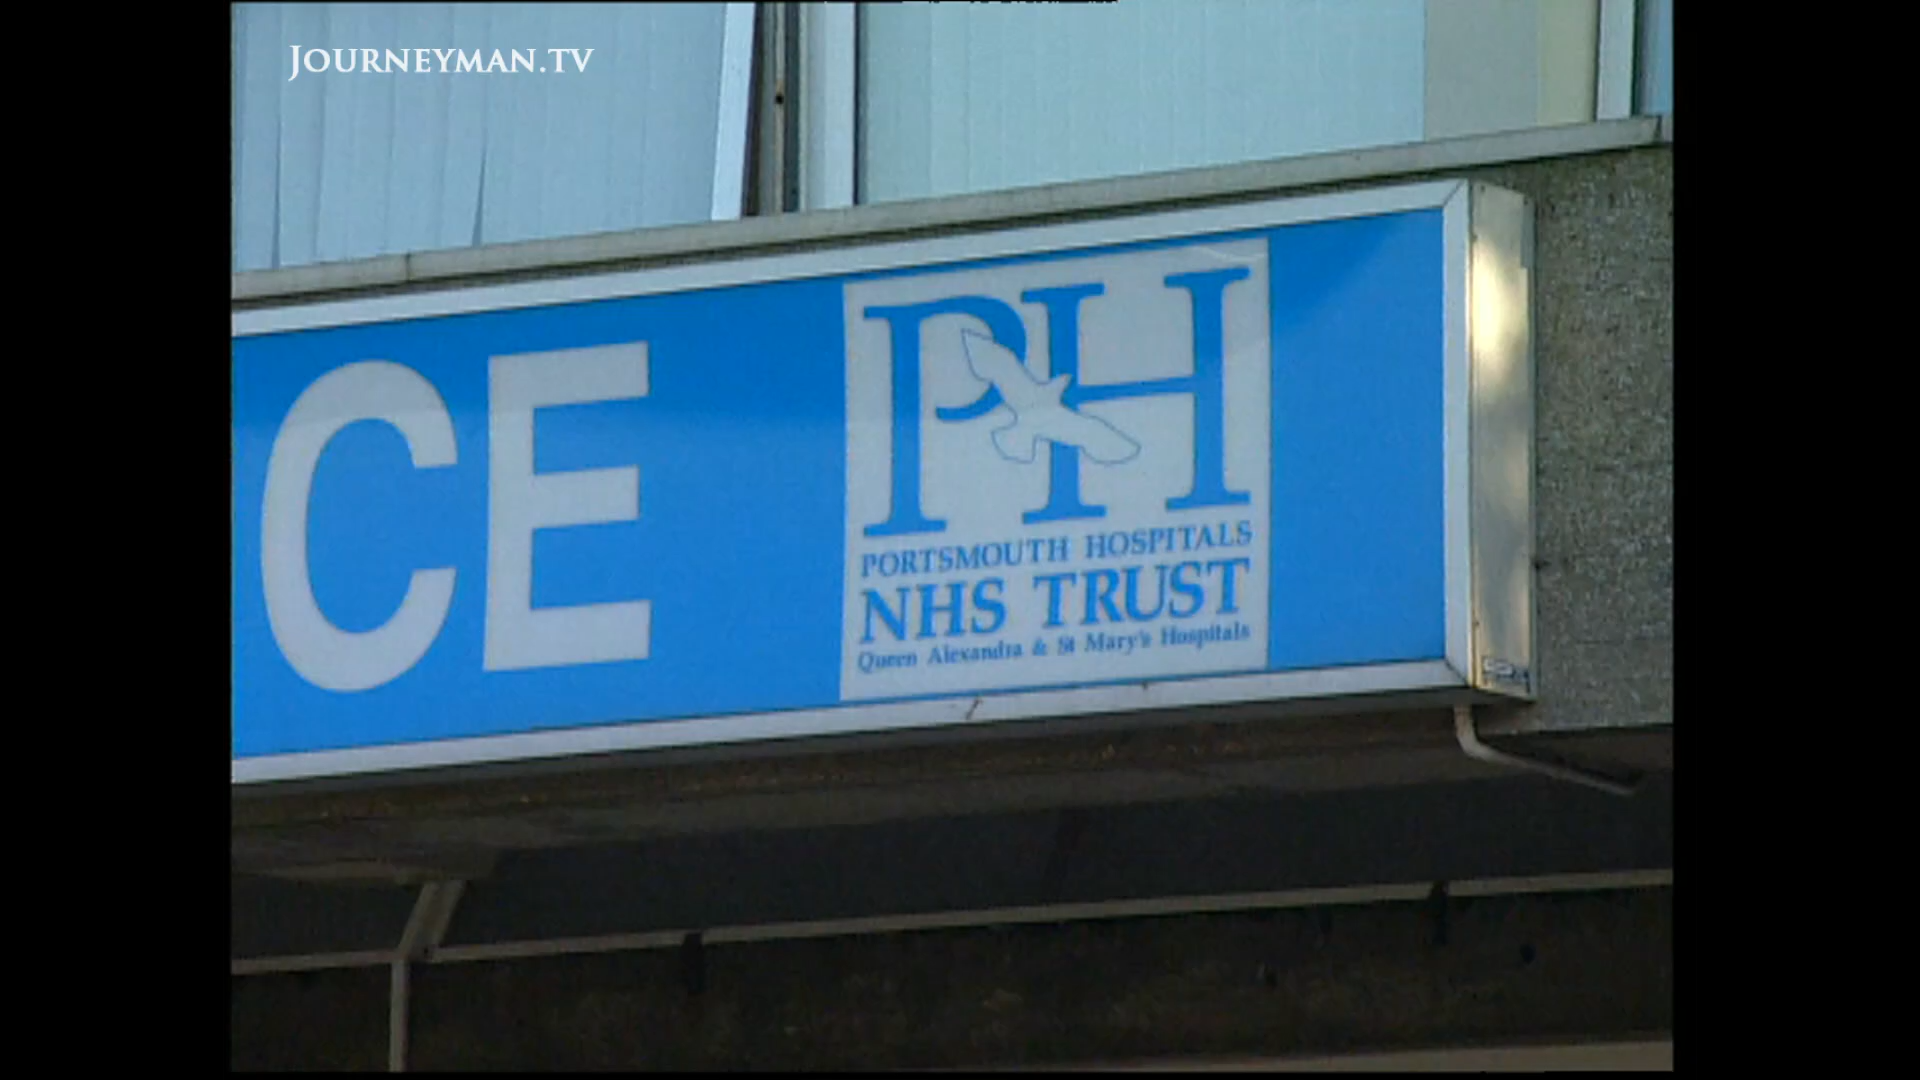 JOURNEYMAN.TV
CE
PH
PORTSMOUTH HOSPITALS
NHS TRUST
Queen Alexandra & St Mary's Hospitals